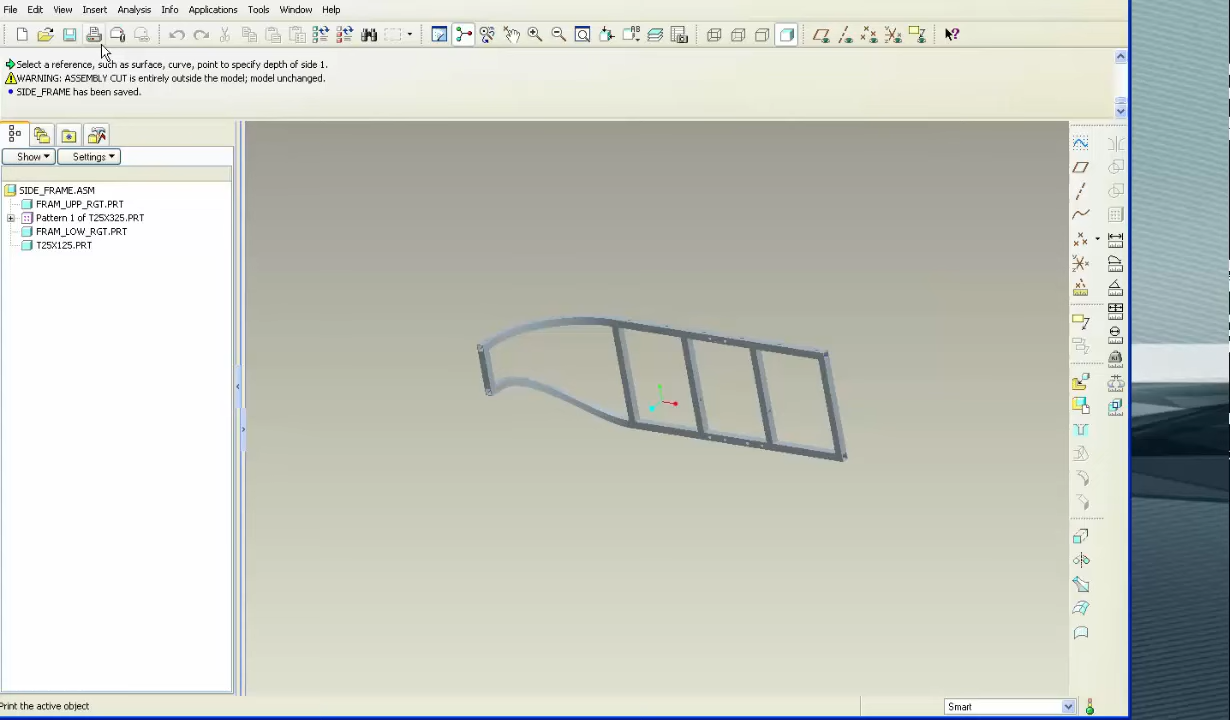 File Edit View Insert Analysis Info Applications Tools Window Help
Select a reference, such as surface, curve, point to specify depth of side 1.
WARNING: ASSEMBLY CUT is entirely outside the model; model unchanged.
SIDE_FRAME has been saved.
Show Settings
SIDE_FRAME.ASM
FRAM_UPP_RGT.PRT
Pattern 1 of T25X325.PRT
FRAM_LOW_RGT.PRT
T25X125.PRT
Print the active object
Smart